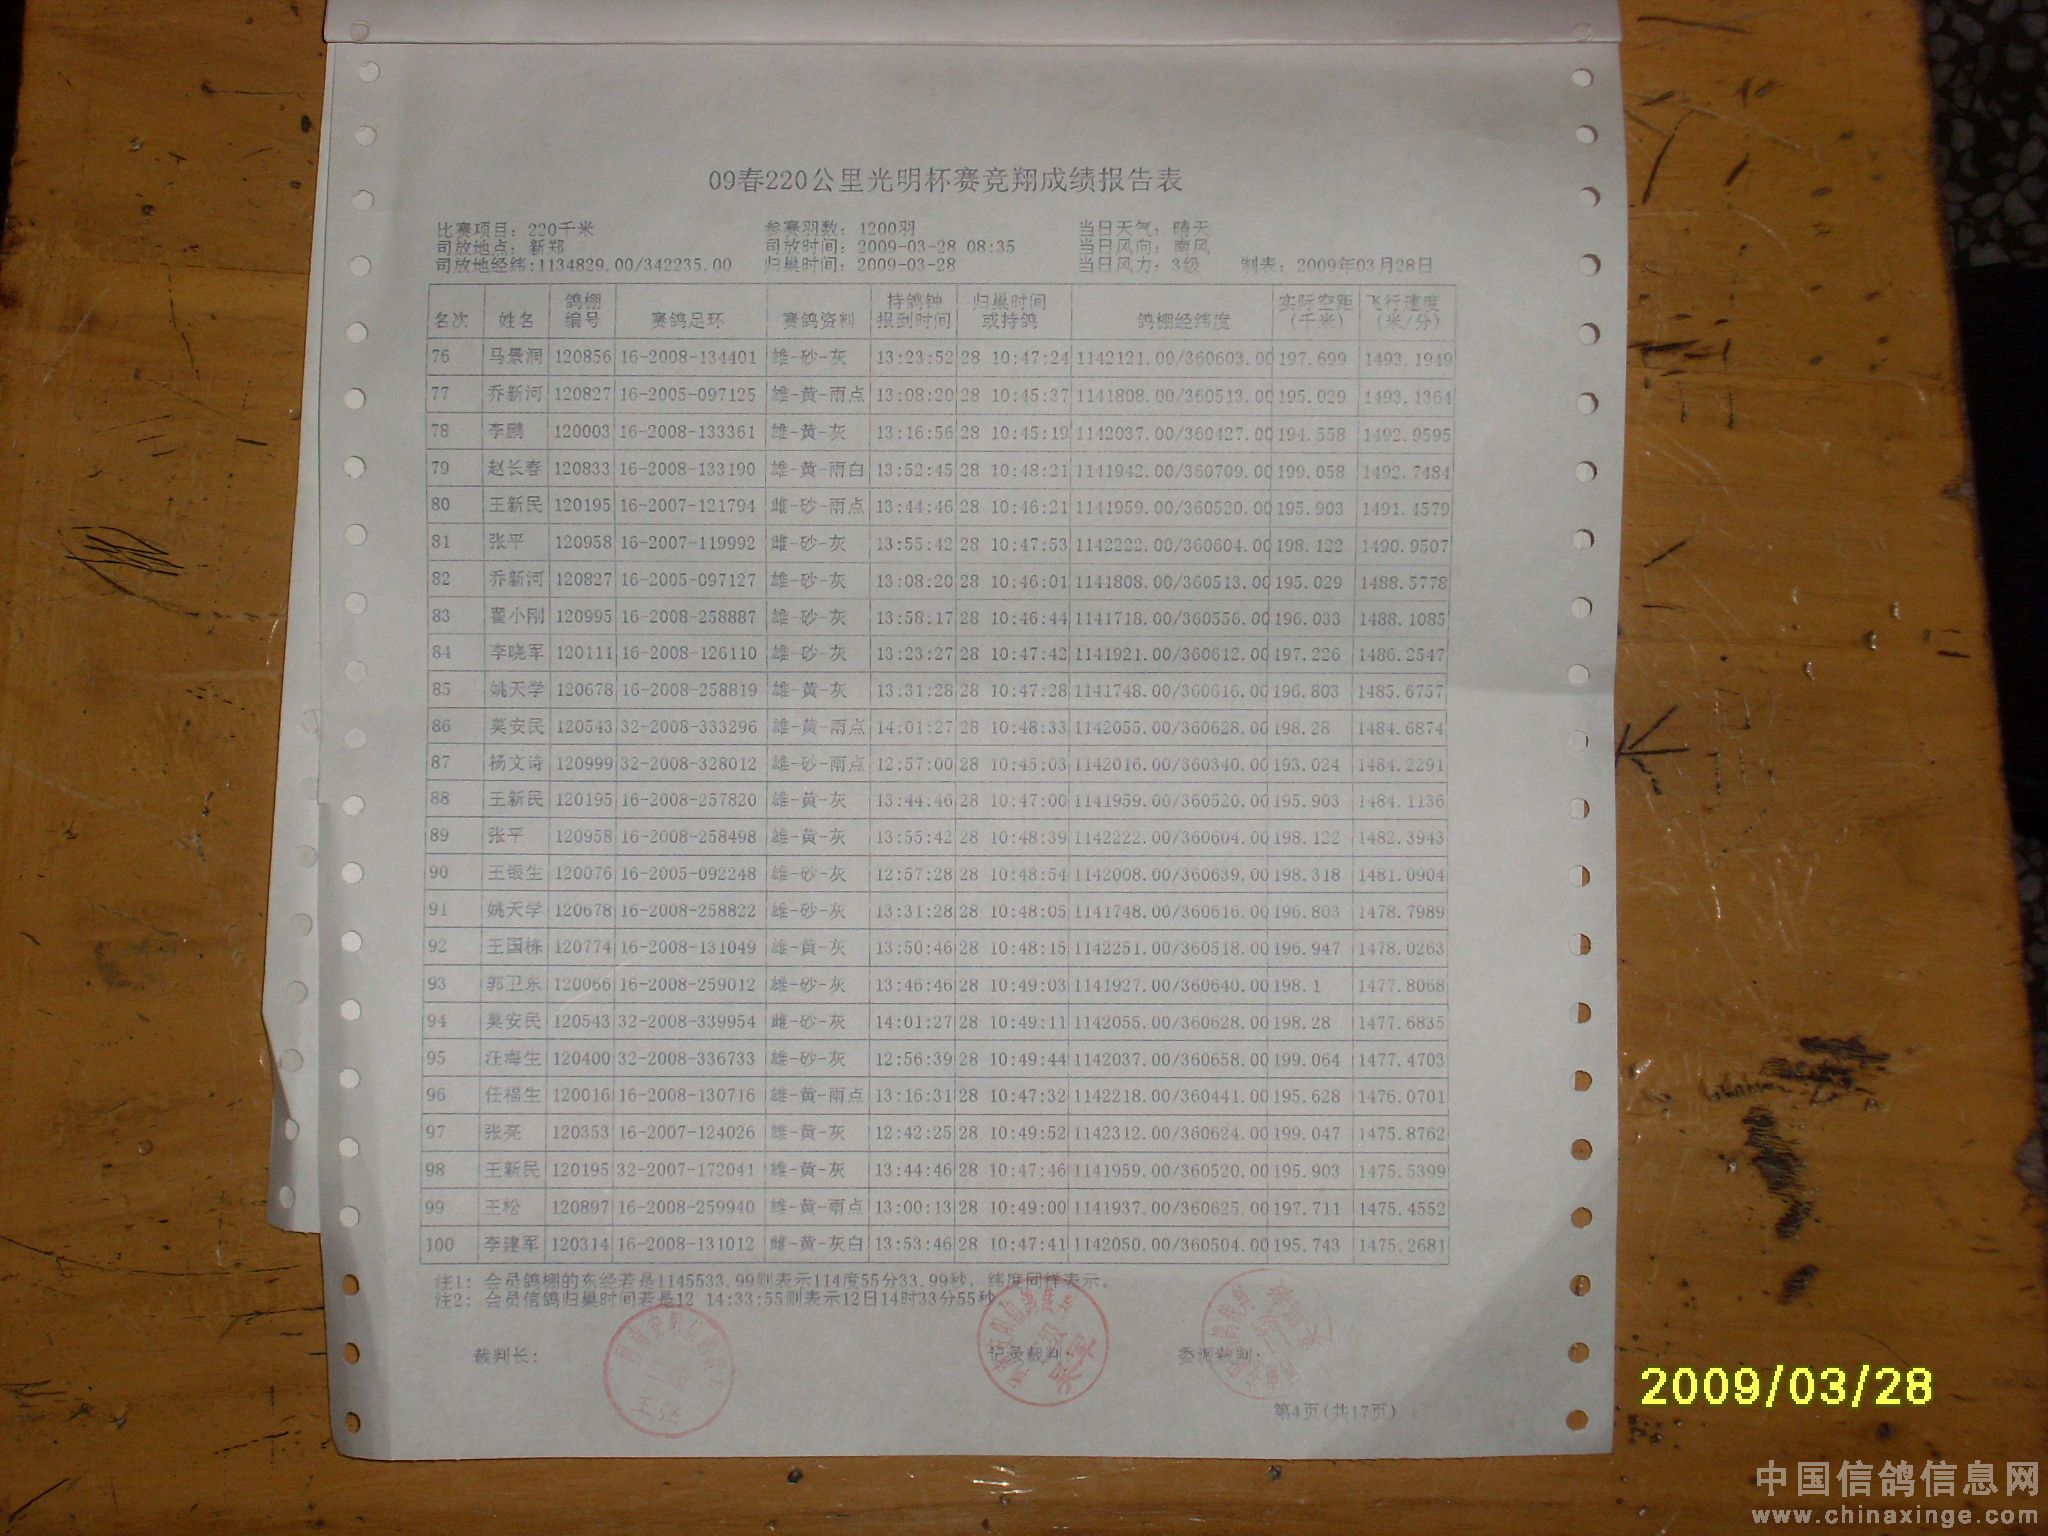 09春220公里光明杯赛竞翔成绩报告表
比赛项目：220千米 参赛羽数：1200羽 当日天气：晴天
司放地点：新郑 司放时间：2009-03-28 08:35 当日风向：南风
司放地经纬:1134829.00/342235.00 归巢时间：2009-03-28 当日风力：3级 制表：2009年03月28日
名次 姓名 鸽棚编号 赛鸽足环 赛鸽资料 持鸽钟报到时间 归巢时间或持鸽 鸽棚经纬度 实际空距(千米) 飞行速度(米/分)
76 马景润 120856 16-2008-134401 雄-砂-灰 13:23:52 28 10:47:24 1142121.00/360603.00 197.699 1493.1949
77 乔新河 120827 16-2005-097125 雄-黄-雨点 13:08:20 28 10:45:37 1141808.00/360513.00 195.029 1493.1364
78 李鹏 120003 16-2008-133361 雄-黄-灰 13:16:56 28 10:45:19 1142037.00/360427.00 194.558 1492.9595
79 赵长春 120833 16-2008-133190 雄-黄-雨白 13:52:45 28 10:48:21 1141942.00/360709.00 199.058 1492.7484
80 王新民 120195 16-2007-121794 雌-砂-雨点 13:44:46 28 10:46:21 1141959.00/360520.00 195.903 1491.4579
81 张平 120958 16-2007-119992 雌-砂-灰 13:55:42 28 10:47:53 1142222.00/360604.00 198.122 1490.9507
82 乔新河 120827 16-2005-097127 雄-砂-灰 13:08:20 28 10:46:01 1141808.00/360513.00 195.029 1488.5778
83 翟小刚 120995 16-2008-258887 雄-砂-灰 13:58:17 28 10:46:44 1141718.00/360556.00 196.033 1488.1085
84 李晓军 120111 16-2008-126110 雄-砂-灰 13:23:27 28 10:47:42 1141921.00/360612.00 197.226 1486.2547
85 姚天学 120678 16-2008-258819 雄-黄-灰 13:31:28 28 10:47:28 1141748.00/360616.00 196.803 1485.6757
86 莫安民 120543 32-2008-333296 雄-黄-雨点 14:01:27 28 10:48:33 1142055.00/360628.00 198.28 1484.6874
87 杨文诗 120999 32-2008-328012 雄-砂-雨点 12:57:00 28 10:45:03 1142016.00/360340.00 193.024 1484.2291
88 王新民 120195 16-2008-257820 雄-黄-灰 13:44:46 28 10:47:00 1141959.00/360520.00 195.903 1484.1136
89 张平 120958 16-2008-258498 雄-黄-灰 13:55:42 28 10:48:39 1142222.00/360604.00 198.122 1482.3943
90 王银生 120076 16-2005-092248 雄-砂-灰 12:57:28 28 10:48:54 1142008.00/360639.00 198.318 1481.0904
91 姚天学 120678 16-2008-258822 雄-砂-灰 13:31:28 28 10:48:05 1141748.00/360616.00 196.803 1478.7989
92 王国栋 120774 16-2008-131049 雄-黄-灰 13:50:46 28 10:48:15 1142251.00/360518.00 196.947 1478.0263
93 郭卫东 120066 16-2008-259012 雄-砂-灰 13:46:46 28 10:49:03 1141927.00/360640.00 198.1 1477.8068
94 莫安民 120543 32-2008-339954 雌-砂-灰 14:01:27 28 10:49:11 1142055.00/360628.00 198.28 1477.6835
95 汪海生 120400 32-2008-336733 雄-砂-灰 12:56:39 28 10:49:44 1142037.00/360658.00 199.064 1477.4703
96 任福生 120016 16-2008-130716 雄-黄-雨点 13:16:31 28 10:47:32 1142218.00/360441.00 195.628 1476.0701
97 张亮 120353 16-2007-124026 雄-黄-灰 12:42:25 28 10:49:52 1142312.00/360624.00 199.047 1475.8762
98 王新民 120195 32-2007-172041 雄-黄-灰 13:44:46 28 10:47:46 1141959.00/360520.00 195.903 1475.5399
99 王松 120897 16-2008-259940 雄-黄-雨点 13:00:13 28 10:49:00 1141937.00/360625.00 197.711 1475.4552
100 李建军 120314 16-2008-131012 雌-黄-灰白 13:53:46 28 10:47:41 1142050.00/360504.00 195.743 1475.2681
注1：会员鸽棚的东经若是1145533.99则表示114度55分33.99秒，纬度同样表示。
注2：会员信鸽归巢时间若是12 14:33:55则表示12日14时33分55秒
裁判长： 记录裁判： 委派裁判：
第4页(共17页)
2009/03/28
中国信鸽信息网
www.chinaxinge.com